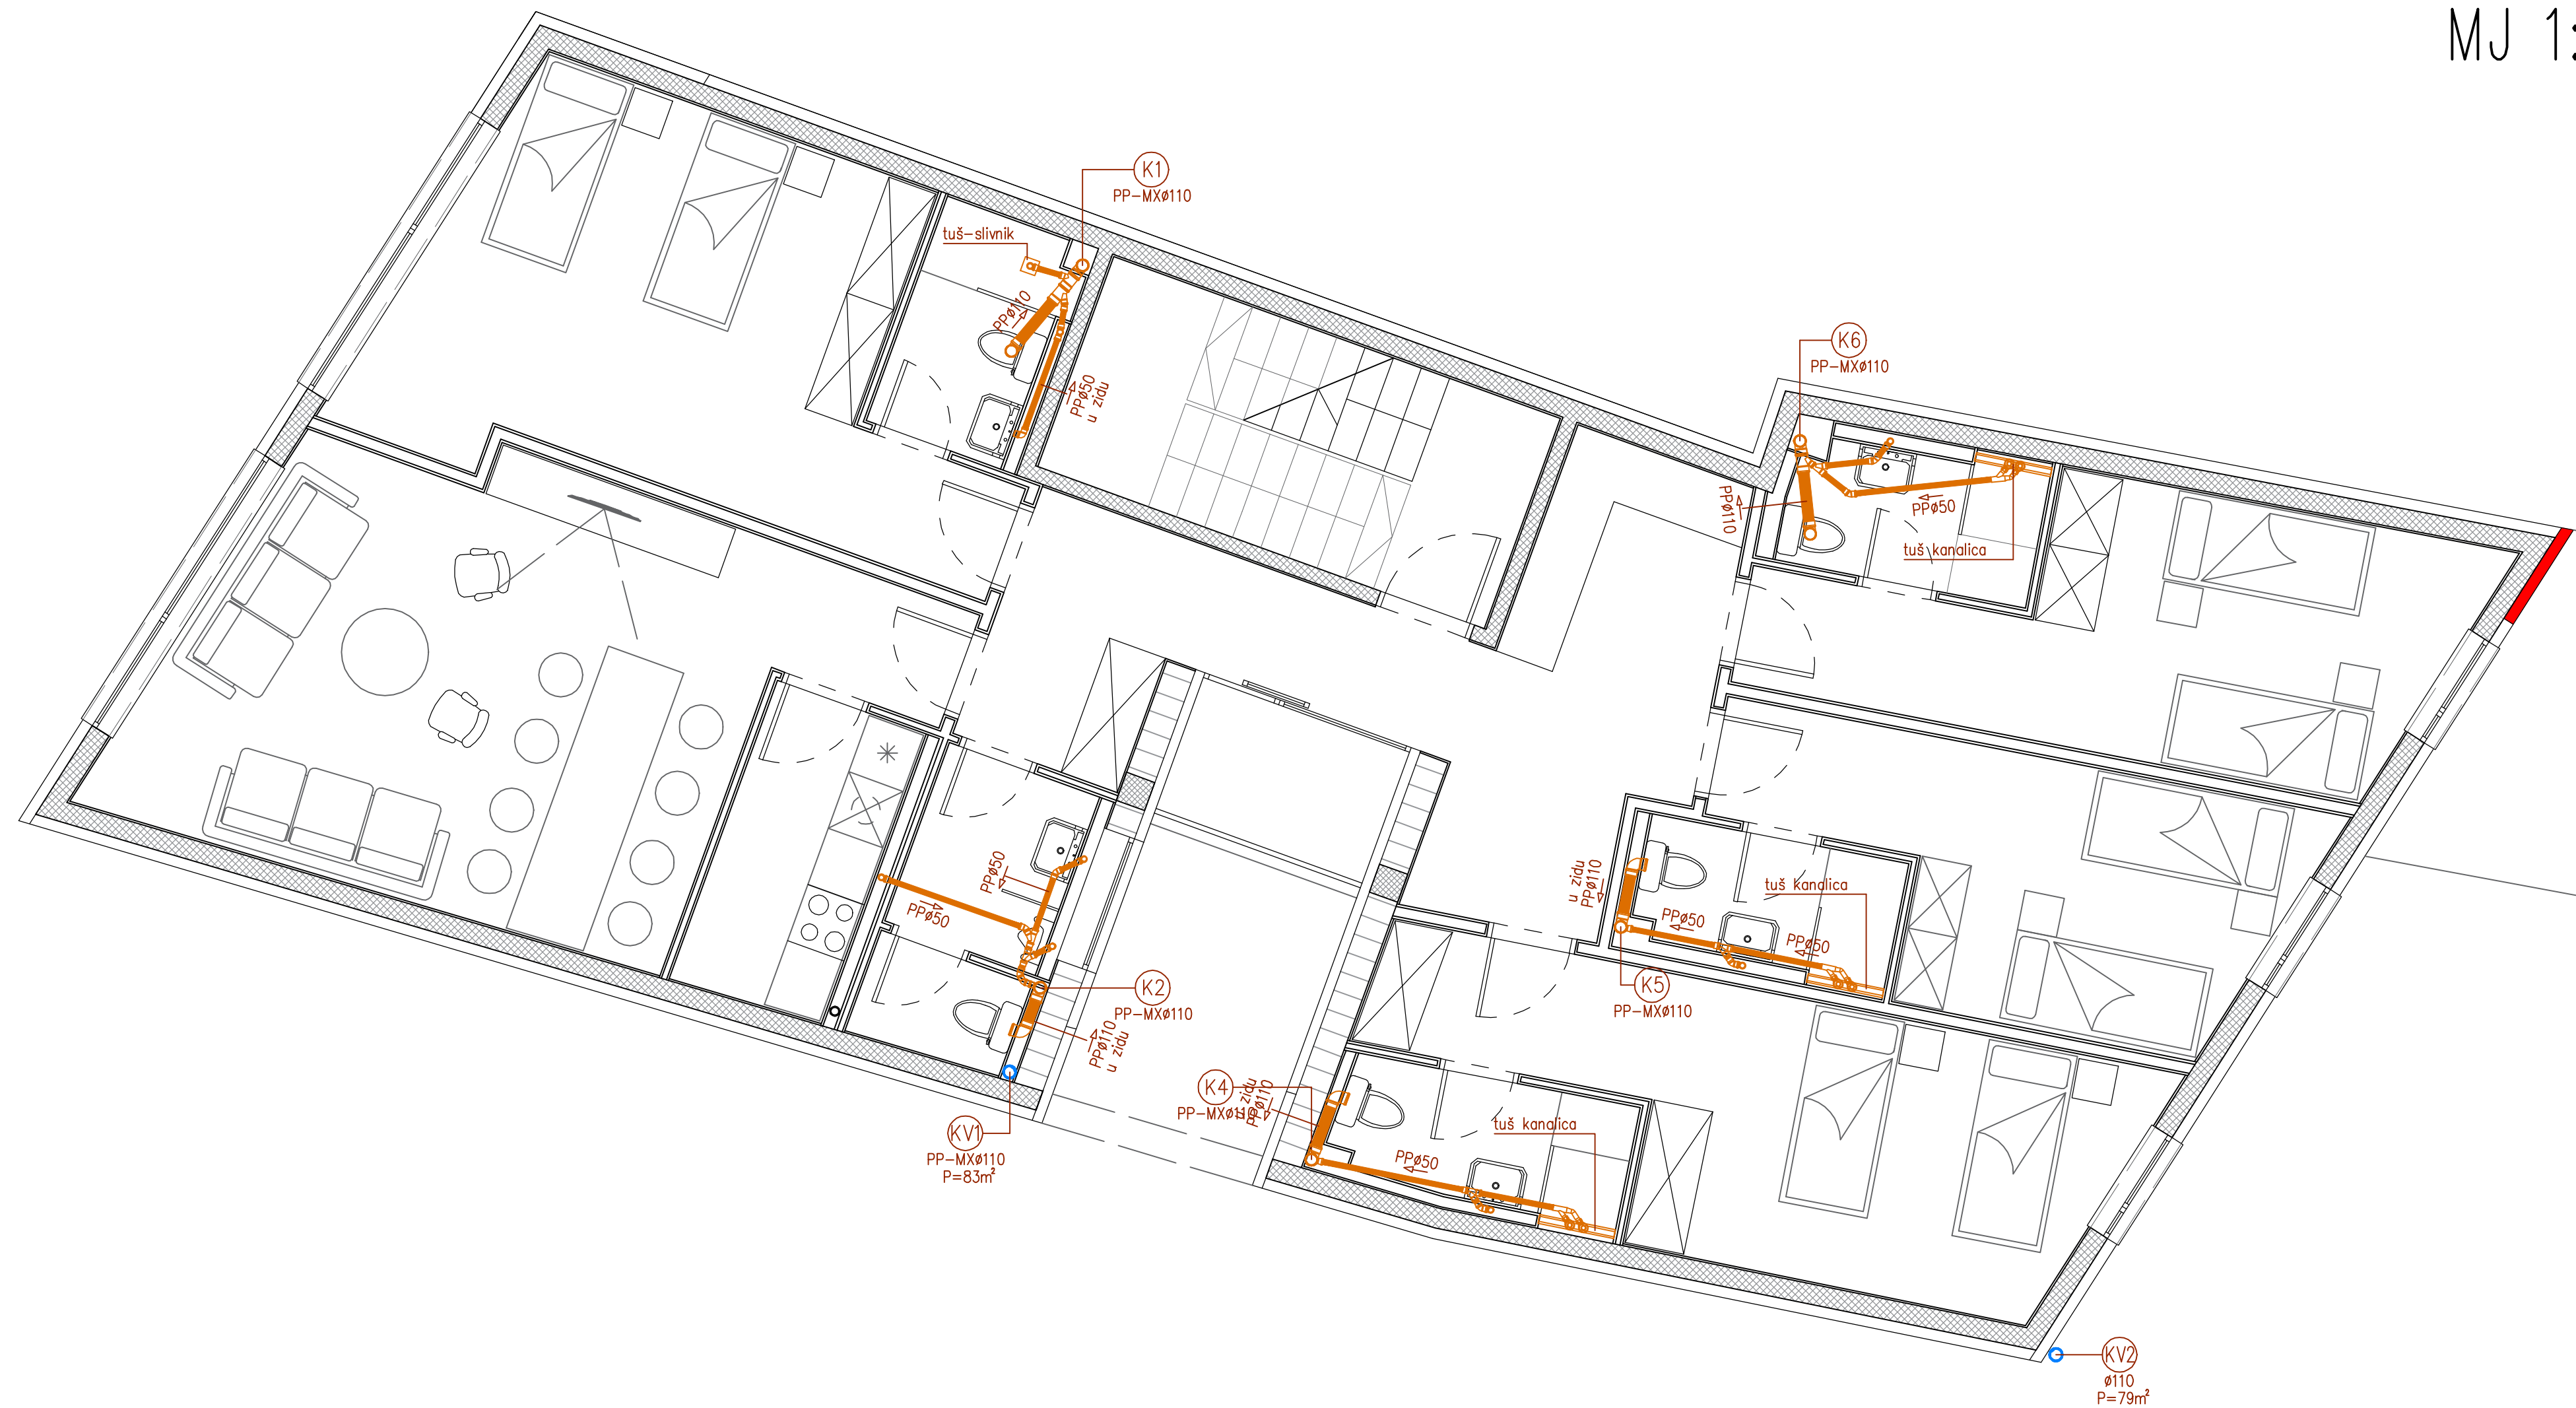 MJ 1:
K1
PP-MXø110
tuš-slivnik
PPø110
PPø50
u zidu
K6
PP-MXø110
PPø110
PPø50
tuš kanalica
PPø50
PPø50
K2
PP-MXø110
PPø110
u zidu
KV1
PP-MXø110
P=83m²
u zidu
PPø110
tuš kanalica
PPø50
PPø50
K5
PP-MXø110
K4
PP-MXø110
u zidu
PPø110
tuš kanalica
PPø50
KV2
ø110
P=79m²